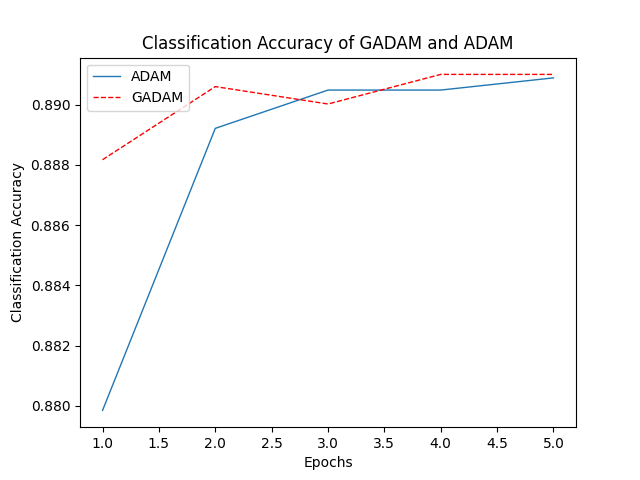 Classification Accuracy of GADAM and ADAM
ADAM
GADAM
Classification Accuracy
0.890
0.888
0.886
0.884
0.882
0.880
1.0 1.5 2.0 2.5 3.0 3.5 4.0 4.5 5.0
Epochs